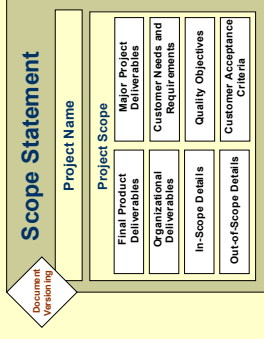 Scope Statement
Document
Versioning
Project Name
Project Scope
Final Product
Deliverables
Major Project
Deliverables
Organizational
Deliverables
Customer Needs and
Requirements
In-Scope Details
Quality Objectives
Out-of-Scope Details
Customer Acceptance
Criteria